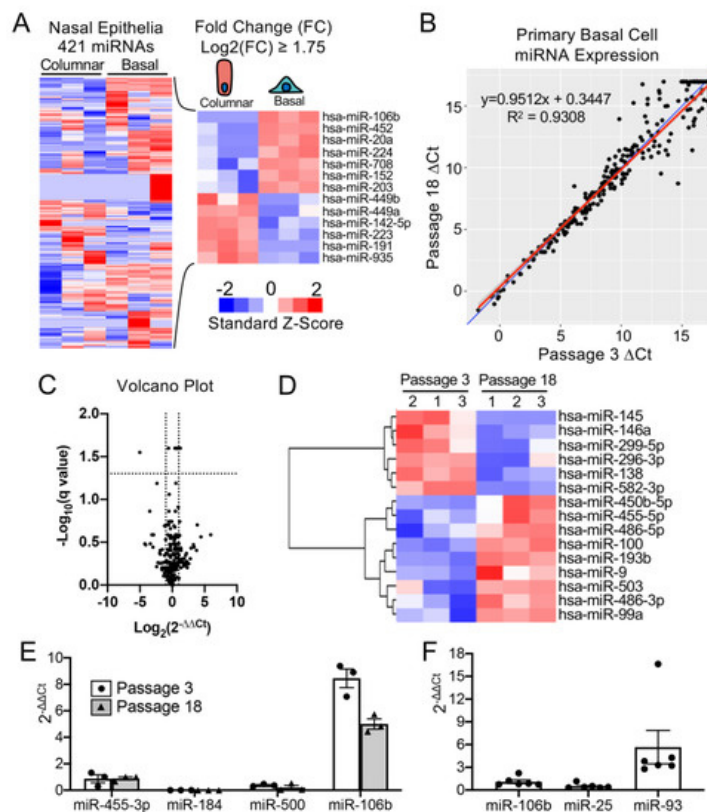 A
Nasal Epithelia
421 miRNAs
Columnar Basal
Fold Change (FC)
Log2(FC) ≥ 1.75
Columnar Basal
hsa-miR-106b
hsa-miR-452
hsa-miR-20a
hsa-miR-224
hsa-miR-708
hsa-miR-152
hsa-miR-203
hsa-miR-449b
hsa-miR-449a
hsa-miR-142-5p
hsa-miR-223
hsa-miR-191
hsa-miR-935
-2 0 2
Standard Z-Score
B
Primary Basal Cell
miRNA Expression
y=0.9512x + 0.3447
R² = 0.9308
Passage 18 ΔCt
15
10
5
0
0 5 10 15
Passage 3 ΔCt
C
Volcano Plot
-Log10(q value)
2.0
1.5
1.0
0.5
0.0
-10 -5 0 5 10
Log2(2-ΔΔCt)
D
Passage 3 Passage 18
2 1 3 1 2 3
hsa-miR-145
hsa-miR-146a
hsa-miR-299-5p
hsa-miR-296-3p
hsa-miR-138
hsa-miR-582-3p
hsa-miR-450b-5p
hsa-miR-455-5p
hsa-miR-486-5p
hsa-miR-100
hsa-miR-193b
hsa-miR-9
hsa-miR-503
hsa-miR-486-3p
hsa-miR-99a
E
2-ΔΔCt
10
8
6
4
2
0
Passage 3
Passage 18
miR-455-3p miR-184 miR-500 miR-106b
F
2-ΔΔCt
18
15
12
9
6
3
0
miR-106b miR-25 miR-93